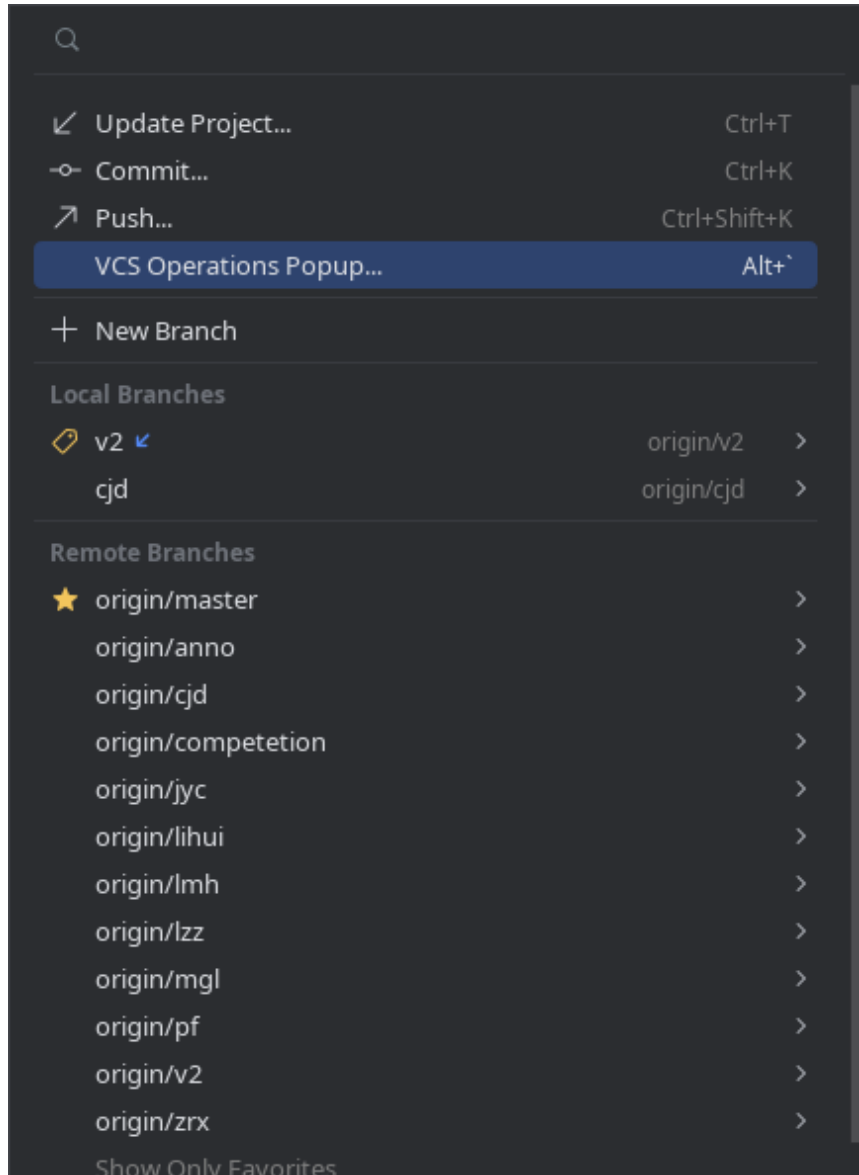 Update Project... Ctrl+T
Commit... Ctrl+K
Push... Ctrl+Shift+K
VCS Operations Popup... Alt+`
New Branch
Local Branches
v2 origin/v2
cjd origin/cjd
Remote Branches
origin/master
origin/anno
origin/cjd
origin/competetion
origin/jyc
origin/lihui
origin/lmh
origin/lzz
origin/mgl
origin/pf
origin/v2
origin/zrx
Show Only Favorites